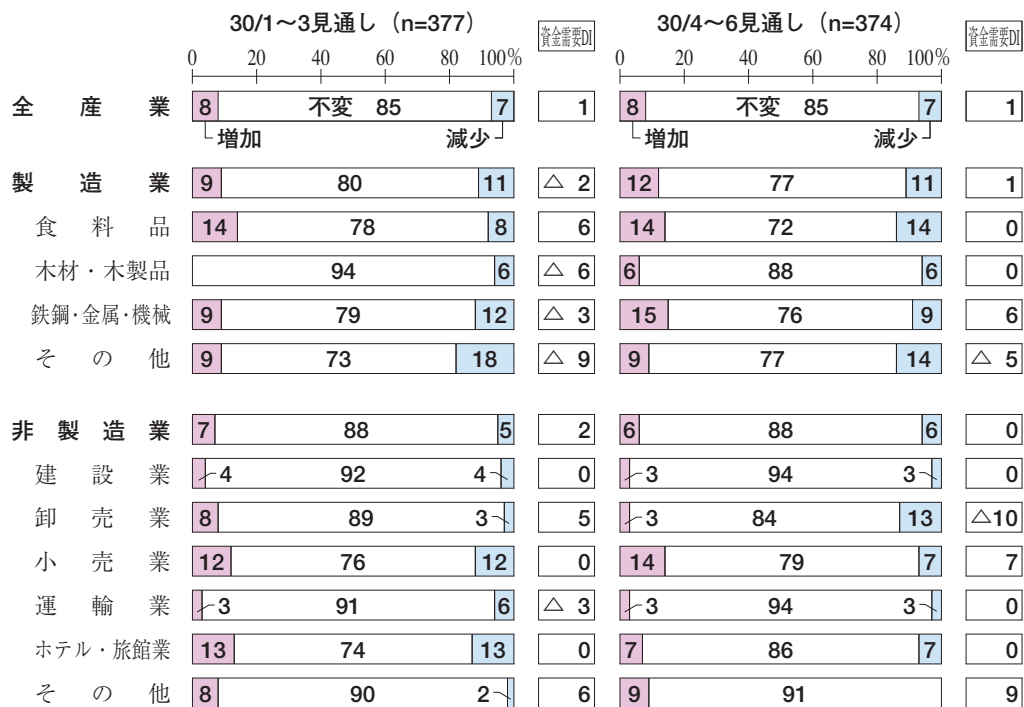 30/1～3見通し（n=377） 資金需要DI 30/4～6見通し（n=374） 資金需要DI
0 20 40 60 80 100% 0 20 40 60 80 100%
全産業 8 不変 85 7 1 8 不変 85 7 1
増加 減少 増加 減少
製造業 9 80 11 △ 2 12 77 11 1
食料品 14 78 8 6 14 72 14 0
木材・木製品 94 6 △ 6 6 88 6 0
鉄鋼・金属・機械 9 79 12 △ 3 15 76 9 6
その他 9 73 18 △ 9 9 77 14 △ 5
非製造業 7 88 5 2 6 88 6 0
建設業 4 92 4 0 3 94 3 0
卸売業 8 89 3 5 3 84 13 △10
小売業 12 76 12 0 14 79 7 7
運輸業 3 91 6 △ 3 3 94 3 0
ホテル・旅館業 13 74 13 0 7 86 7 0
その他 8 90 2 6 9 91 9